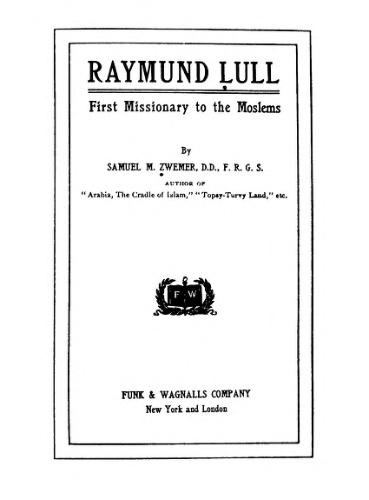 RAYMUND LULL
First Missionary to the Moslems
By
SAMUEL M. ZWEMER, D.D., F. R. G. S.
AUTHOR OF
"Arabia, The Cradle of Islam," "Topsy-Turvy Land," etc.
F W
FUNK & WAGNALLS COMPANY
New York and London